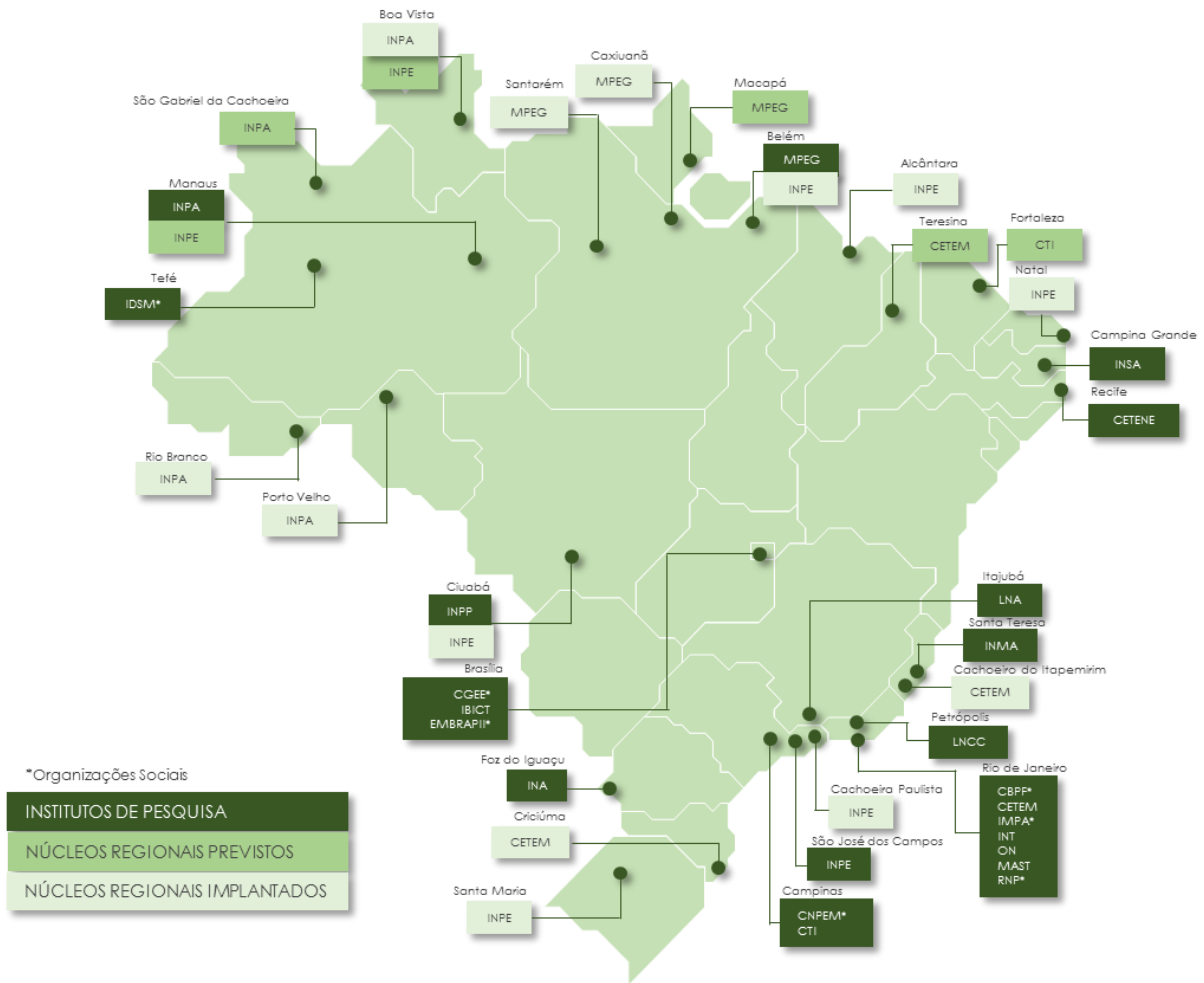 Boa Vista
INPA
INPE
Caxiuanã
MPEG
Santarém
MPEG
Macapá
MPEG
São Gabriel da Cachoeira
INPA
Belém
MPEG
INPE
Alcântara
INPE
Manaus
INPA
INPE
Teresina
CETEM
Fortaleza
CTI
Natal
INPE
Tefé
IDSM*
Campina Grande
INSA
Recife
CETENE
Rio Branco
INPA
Porto Velho
INPA
Ciuabá
INPP
INPE
Itajubá
LNA
Santa Teresa
INMA
Brasília
CGEE*
IBICT
EMBRAPII*
Cachoeiro do Itapemirim
CETEM
Petrópolis
LNCC
Foz do Iguaçu
INA
Rio de Janeiro
CBPF*
CETEM
IMPA*
INT
ON
MAST
RNP*
Cachoeira Paulista
INPE
Criciúma
CETEM
São José dos Campos
INPE
Santa Maria
INPE
Campinas
CNPEM*
CTI
*Organizações Sociais
INSTITUTOS DE PESQUISA
NÚCLEOS REGIONAIS PREVISTOS
NÚCLEOS REGIONAIS IMPLANTADOS